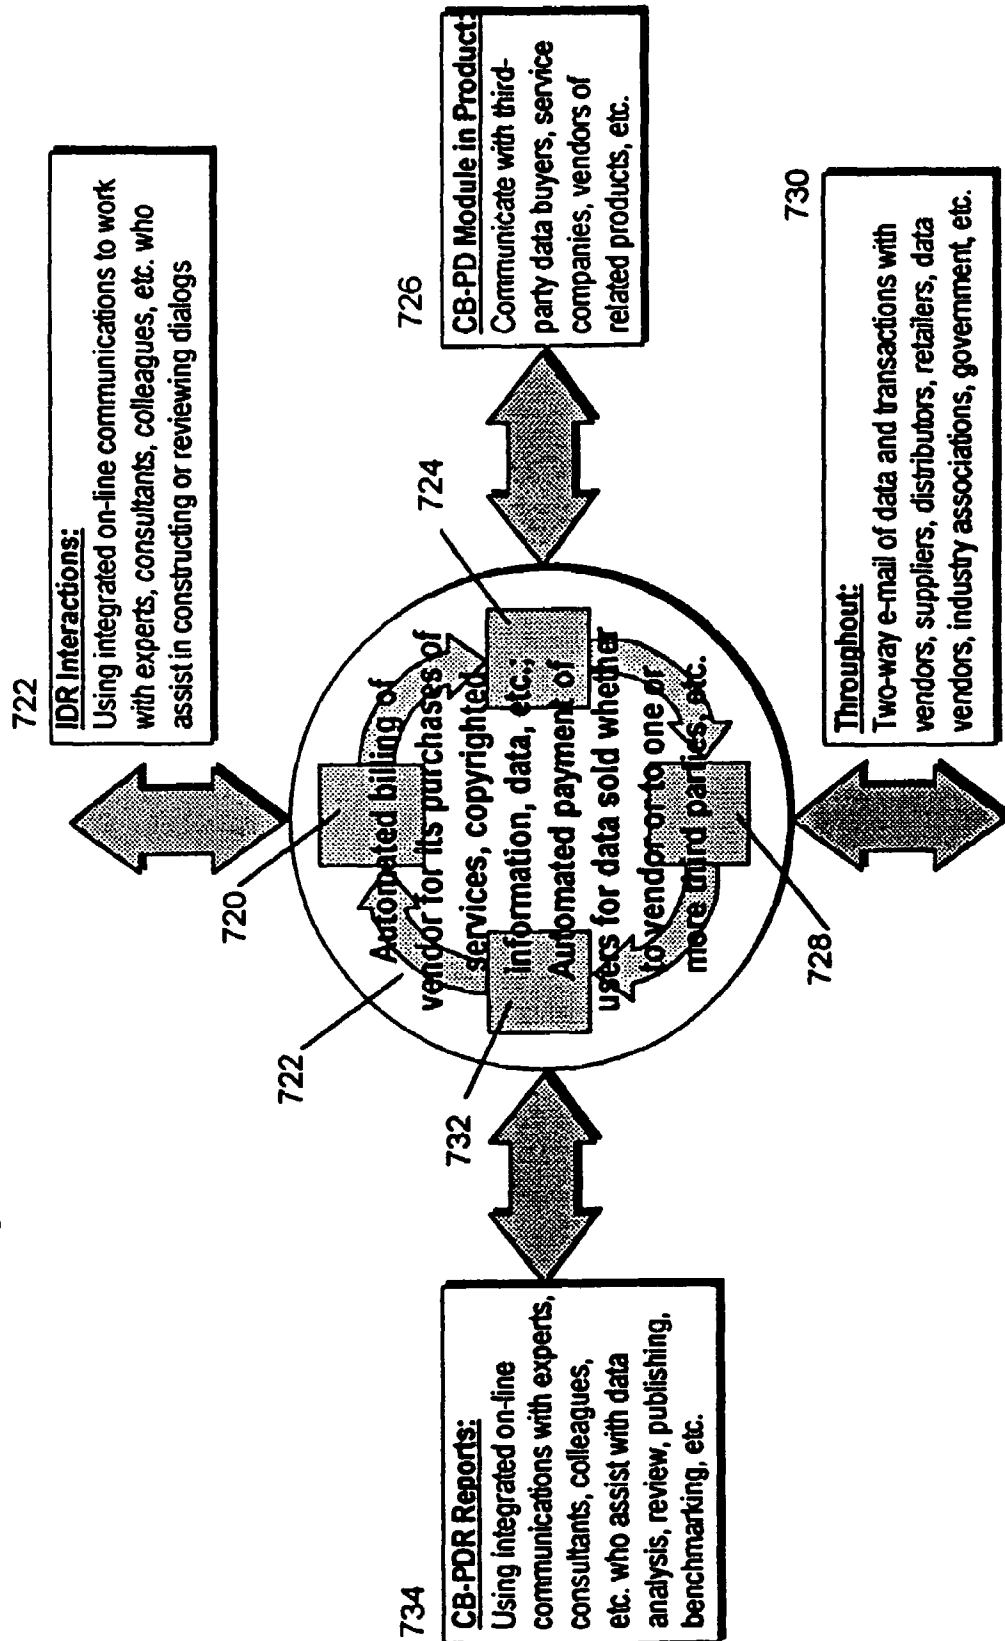 722
IDR Interactions:
Using integrated on-line communications to work
with experts, consultants, colleagues, etc. who
assist in constructing or reviewing dialogs
734
CB-PDR Reports:
Using integrated on-line
communications with experts,
consultants, colleagues,
etc. who assist with data
analysis, review, publishing,
benchmarking, etc.
720
722
732
Automated billing of
vendor for its purchases of
services, copyrighted
information, data, etc.;
Automated payment of
users for data sold whether
to vendor or to one or
more third parties, etc.
724
728
726
CB-PD Module in Product:
Communicate with third-
party data buyers, service
companies, vendors of
related products, etc.
730
Throughout:
Two-way e-mail of data and transactions with
vendors, suppliers, distributors, retailers, data
vendors, industry associations, government, etc.